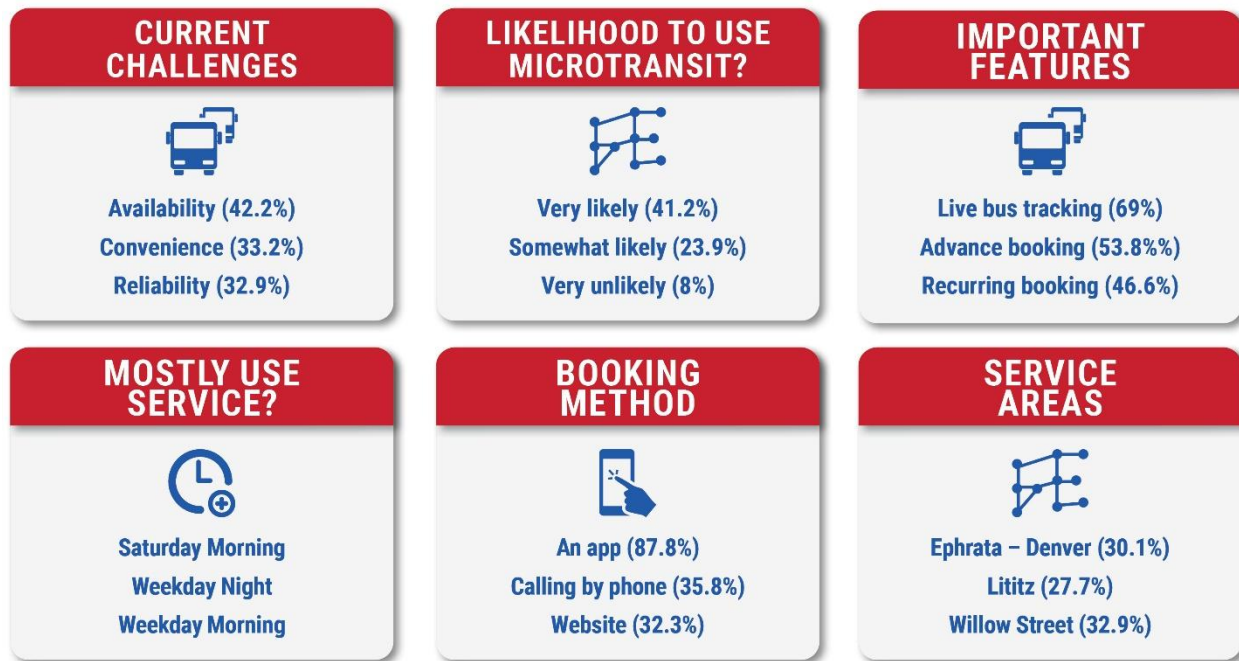 CURRENT
CHALLENGES
Availability (42.2%)
Convenience (33.2%)
Reliability (32.9%)
LIKELIHOOD TO USE
MICROTRANSIT?
Very likely (41.2%)
Somewhat likely (23.9%)
Very unlikely (8%)
IMPORTANT
FEATURES
Live bus tracking (69%)
Advance booking (53.8%%)
Recurring booking (46.6%)
MOSTLY USE
SERVICE?
Saturday Morning
Weekday Night
Weekday Morning
BOOKING
METHOD
An app (87.8%)
Calling by phone (35.8%)
Website (32.3%)
SERVICE
AREAS
Ephrata – Denver (30.1%)
Lititz (27.7%)
Willow Street (32.9%)